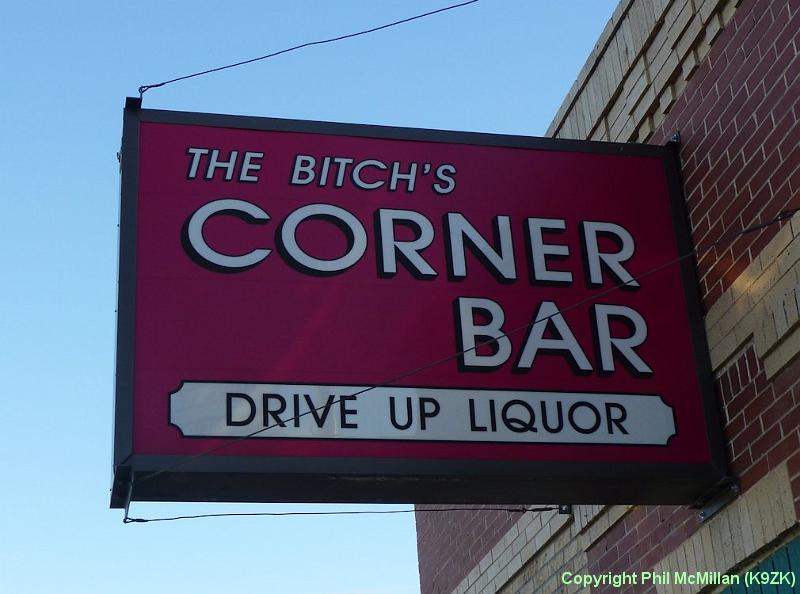 THE BITCH'S
CORNER
BAR
DRIVE UP LIQUOR
Copyright Phil McMillan (K9ZK)